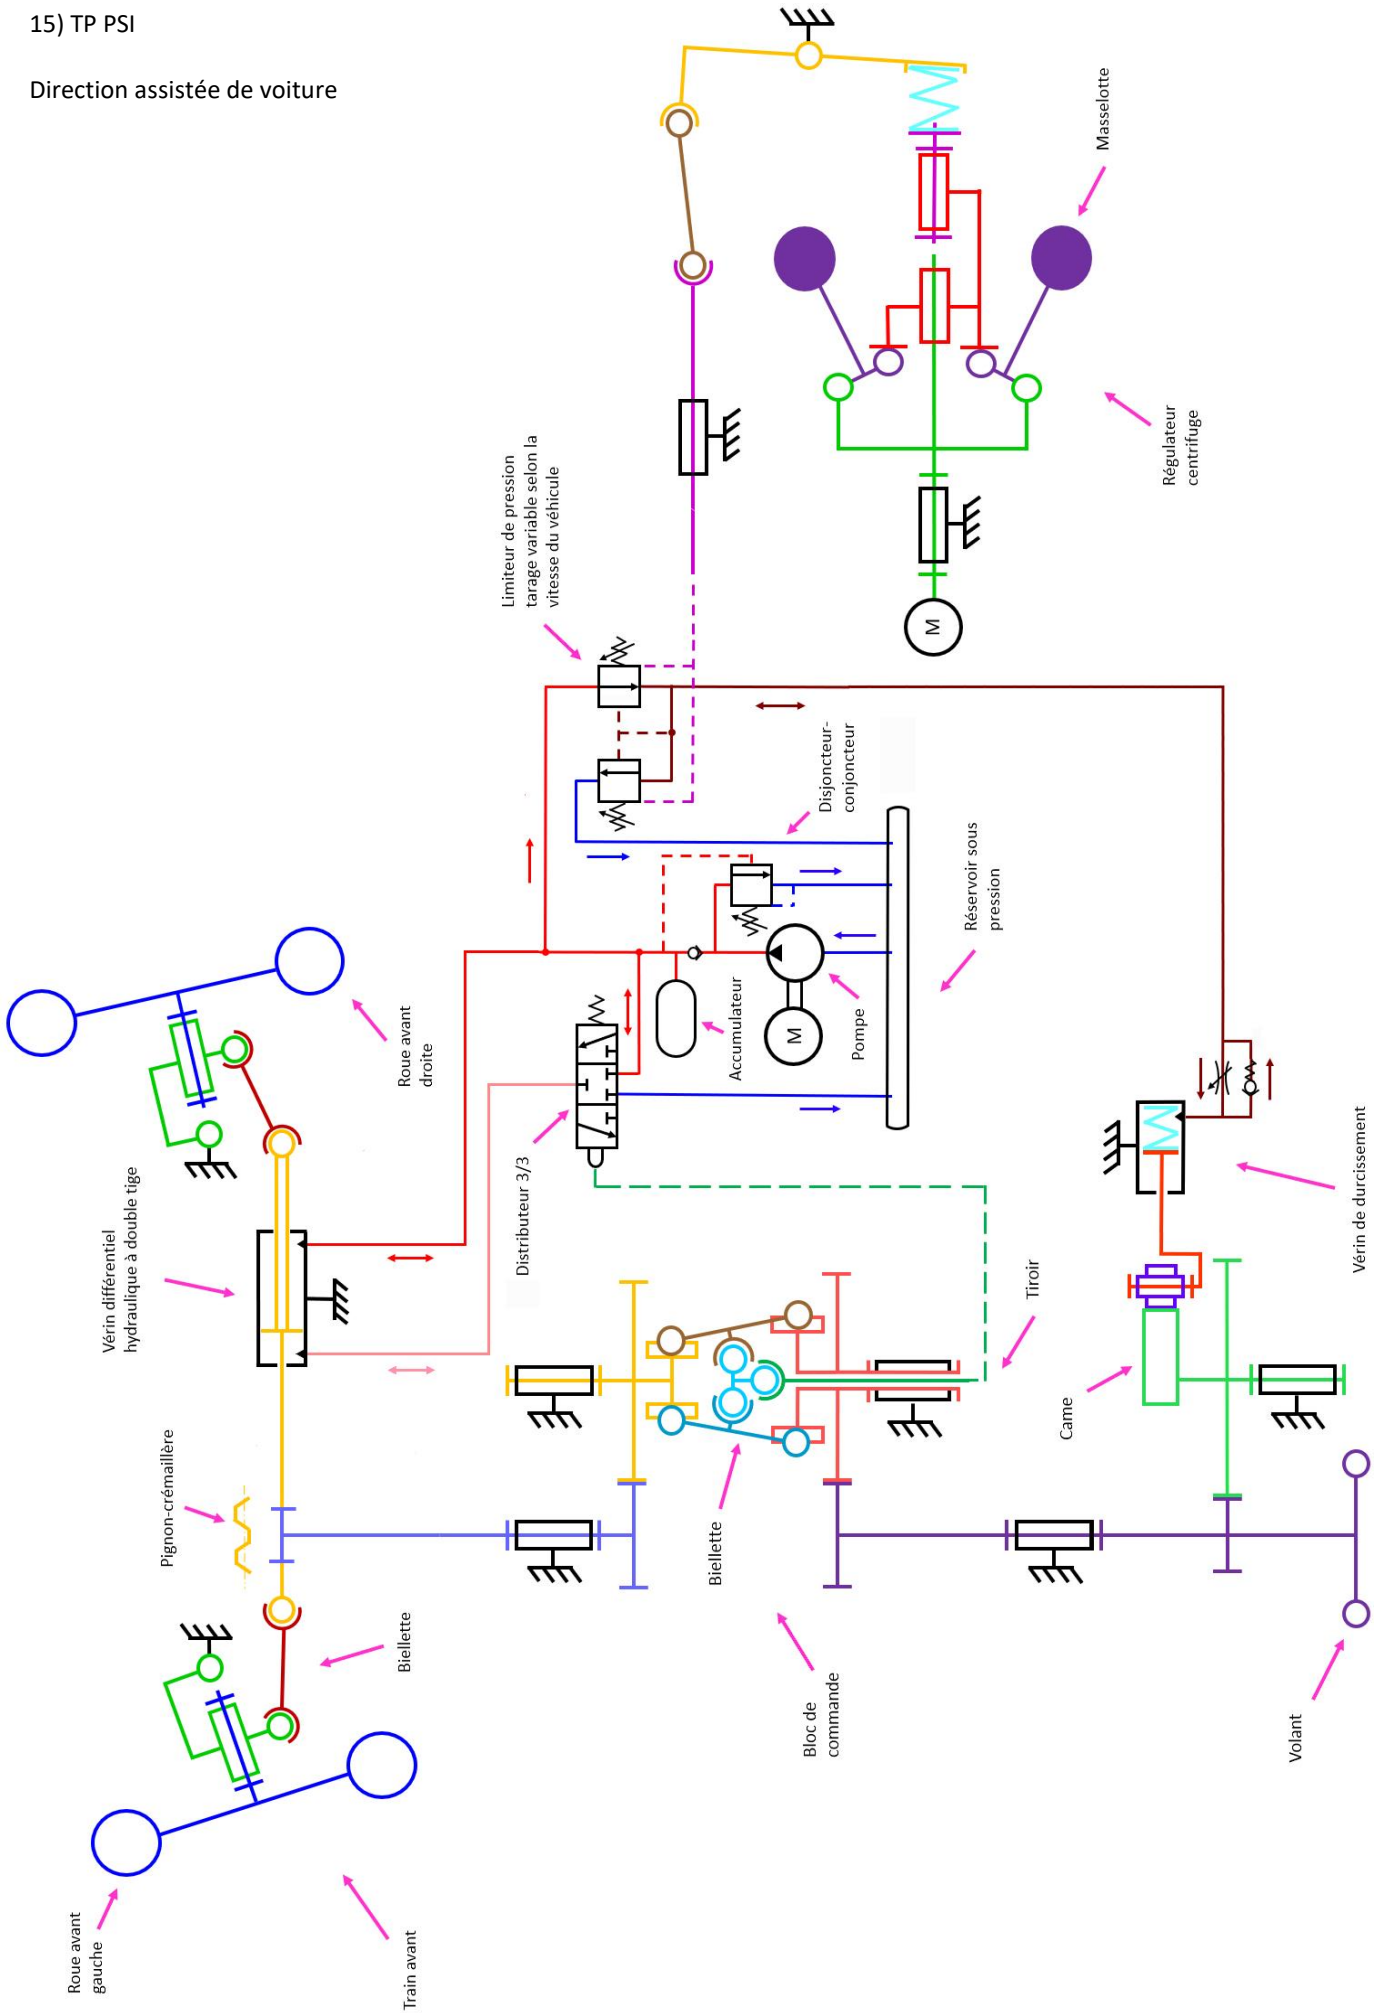 15) TP PSI
Direction assistée de voiture
Masselotte
Régulateur
centrifuge
Limiteur de pression
tarage variable selon la
vitesse du véhicule
M
Disjoncteur-
conjoncteur
Réservoir sous
pression
Roue avant
droite
Accumulateur
M
Pompe
Distributeur 3/3
Vérin différentiel
hydraulique à double tige
Vérin de durcissement
Tiroir
Came
Pignon-crémaillère
Biellette
Biellette
Bloc de
commande
Volant
Roue avant
gauche
Train avant